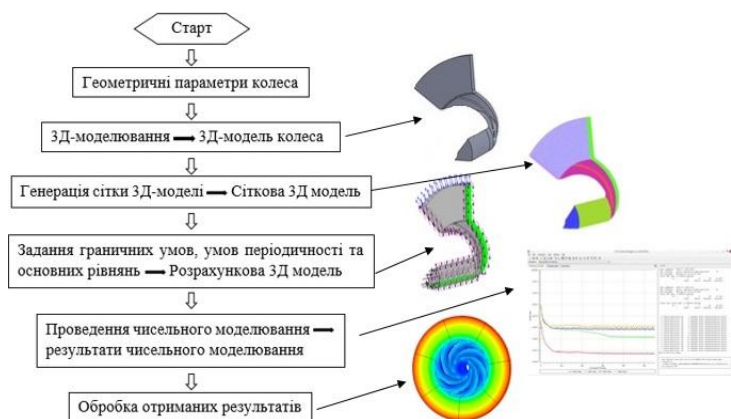 Старт
Геометричні параметри колеса
3Д-моделювання ➡ 3Д-модель колеса
Генерація сітки 3Д-моделі ➡ Сіткова 3Д модель
Задання граничних умов, умов періодичності та
основних рівнянь ➡ Розрахункова 3Д модель
Проведення чисельного моделювання ➡
результати чисельного моделювання
Обробка отриманих результатів